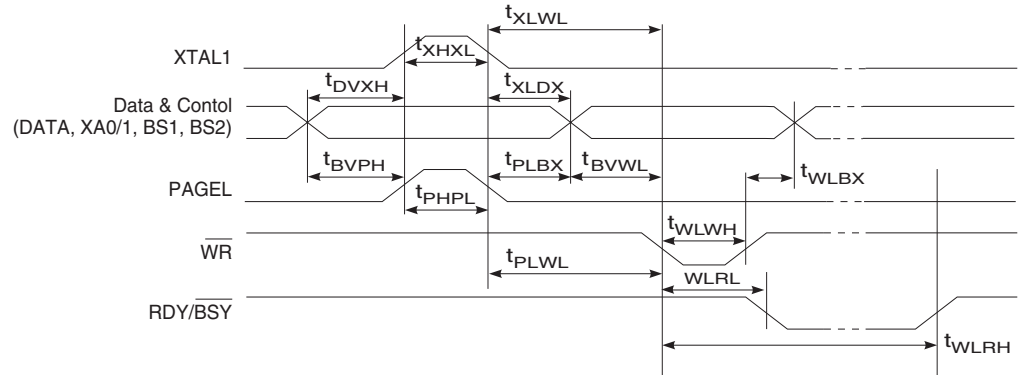 tXLWL
XTAL1
tXHXL
tDVXH
tXLDX
Data & Contol
(DATA, XA0/1, BS1, BS2)
tBVPH
tPLBX
tBVWL
tWLBX
PAGEL
tPHPL
tWLWH
WR
tPLWL
WLRL
RDY/BSY
tWLRH